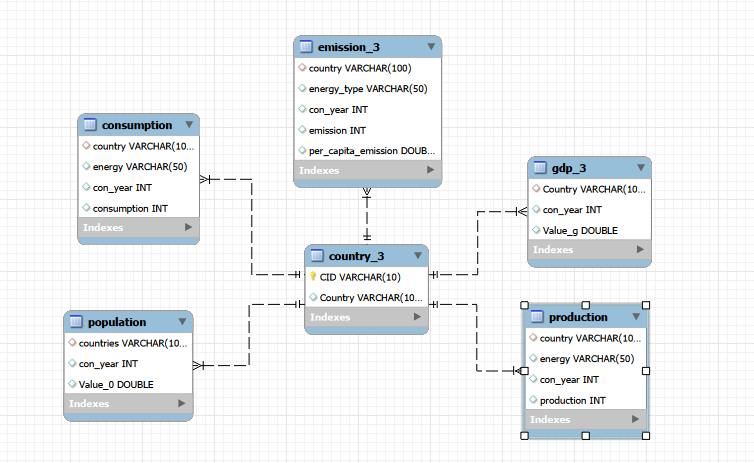 emission_3
country VARCHAR(100)
energy_type VARCHAR(50)
con_year INT
emission INT
per_capita_emission DOUB...
Indexes
consumption
country VARCHAR(10...
energy VARCHAR(50)
con_year INT
consumption INT
Indexes
gdp_3
Country VARCHAR(10...
con_year INT
Value_g DOUBLE
Indexes
country_3
CID VARCHAR(10)
Country VARCHAR(10...
Indexes
population
countries VARCHAR(10...
con_year INT
Value_0 DOUBLE
Indexes
production
country VARCHAR(10...
energy VARCHAR(50)
con_year INT
production INT
Indexes